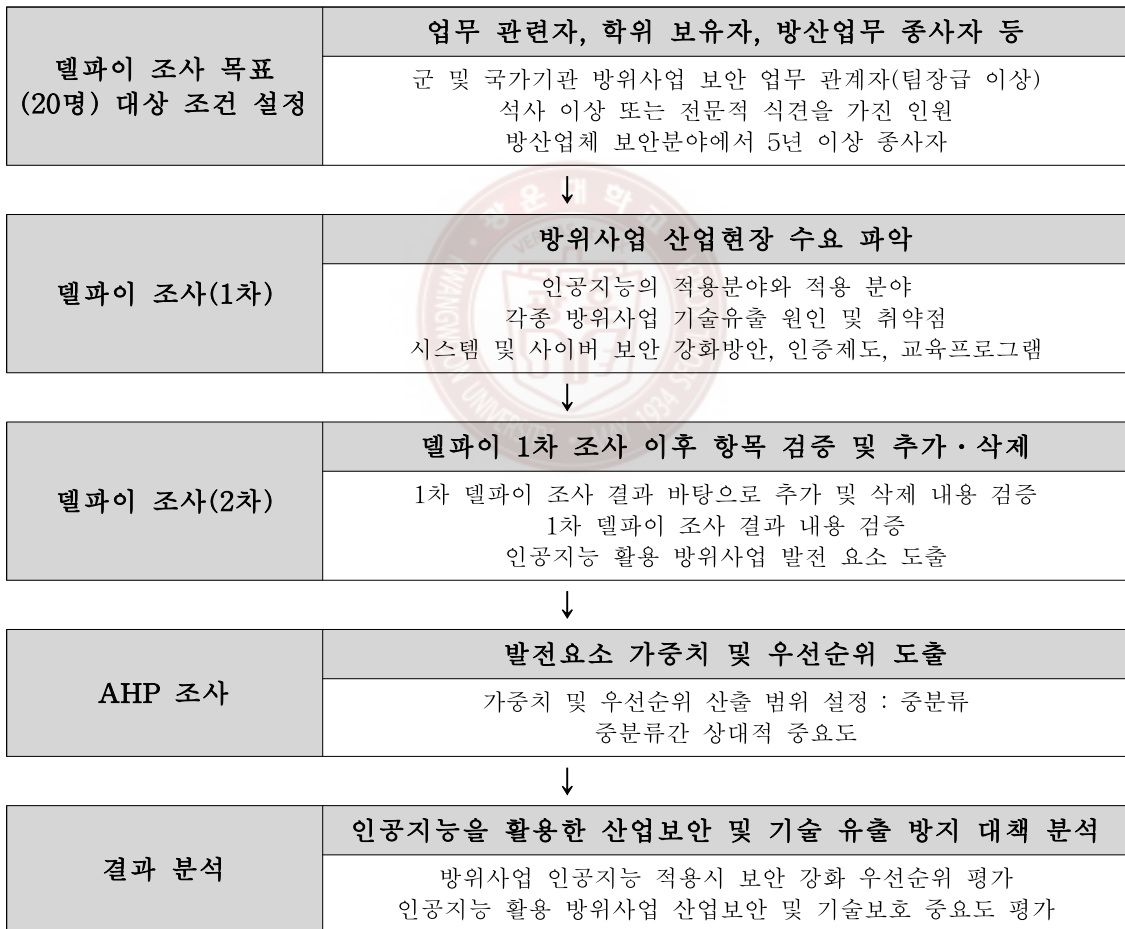 업무 관련자, 학위 보유자, 방산업무 종사자 등
델파이 조사 목표
(20명) 대상 조건 설정
군 및 국가기관 방위사업 보안 업무 관계자(팀장급 이상)
석사 이상 또는 전문적 식견을 가진 인원
방산업체 보안분야에서 5년 이상 종사자
↓
방위사업 산업현장 수요 파악
델파이 조사(1차)
인공지능의 적용분야와 적용 분야
각종 방위사업 기술유출 원인 및 취약점
시스템 및 사이버 보안 강화방안, 인증제도, 교육프로그램
↓
델파이 1차 조사 이후 항목 검증 및 추가·삭제
델파이 조사(2차)
1차 델파이 조사 결과 바탕으로 추가 및 삭제 내용 검증
1차 델파이 조사 결과 내용 검증
인공지능 활용 방위사업 발전 요소 도출
↓
발전요소 가중치 및 우선순위 도출
AHP 조사
가중치 및 우선순위 산출 범위 설정 : 중분류
중분류간 상대적 중요도
↓
인공지능을 활용한 산업보안 및 기술 유출 방지 대책 분석
결과 분석
방위사업 인공지능 적용시 보안 강화 우선순위 평가
인공지능 활용 방위사업 산업보안 및 기술보호 중요도 평가